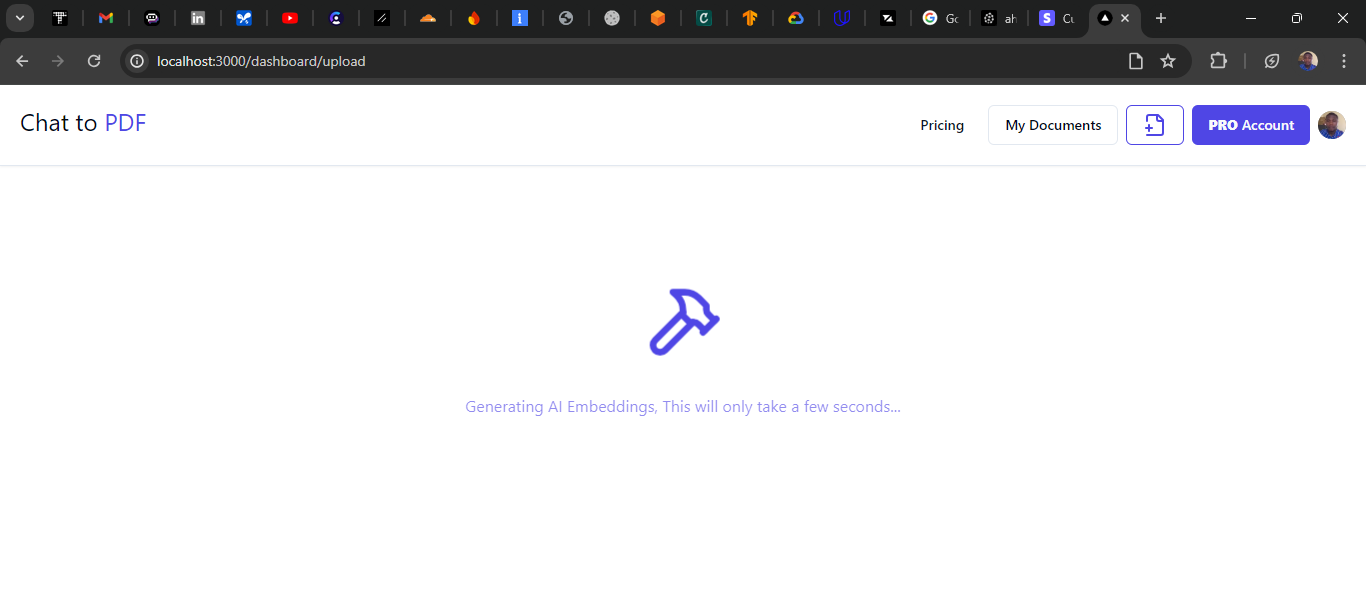 Go
ah
Cu
localhost:3000/dashboard/upload
Chat to PDF
Pricing
My Documents
PRO Account
Generating AI Embeddings, This will only take a few seconds...